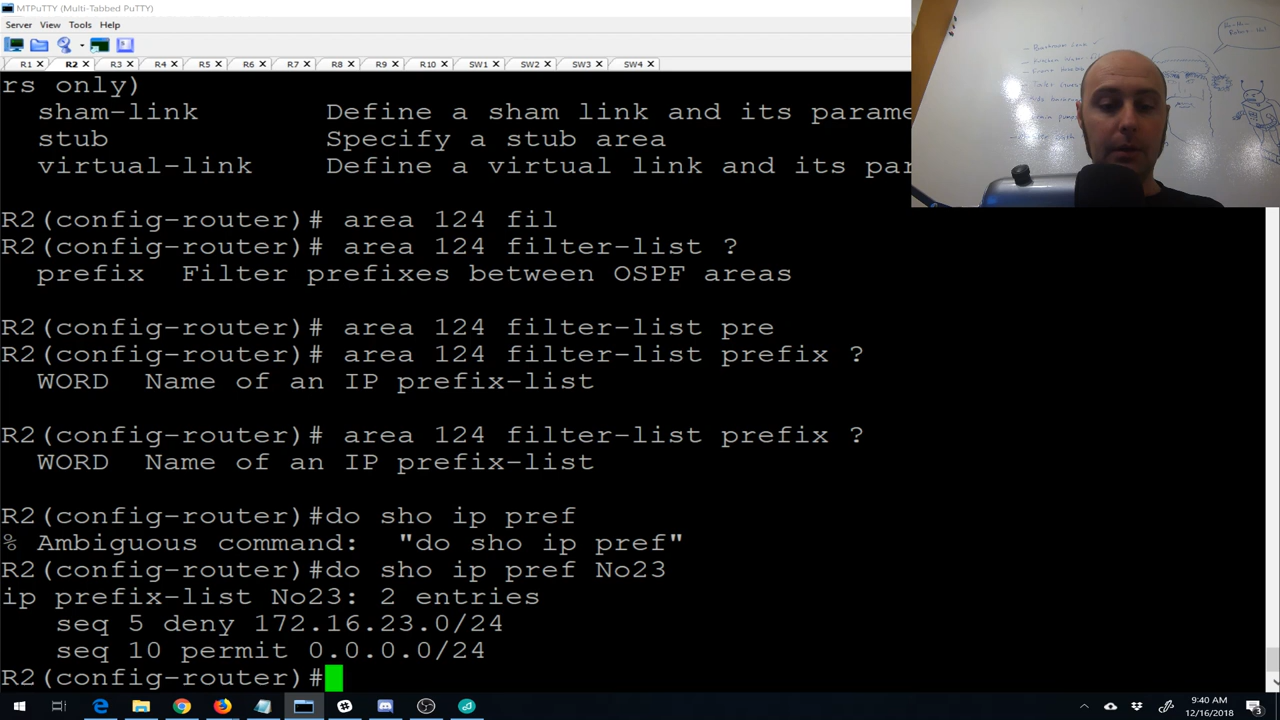 MTPuTTY (Multi-Tabbed PuTTY)
Server View Tools Help
R1 R2 R3 R4 R5 R6 R7 R8 R9 R10 SW1 SW2 SW3 SW4
rs only)
sham-link Define a sham link and its parame
stub Specify a stub area
virtual-link Define a virtual link and its par
R2(config-router)# area 124 fil
R2(config-router)# area 124 filter-list ?
prefix Filter prefixes between OSPF areas
R2(config-router)# area 124 filter-list pre
R2(config-router)# area 124 filter-list prefix ?
WORD Name of an IP prefix-list
R2(config-router)# area 124 filter-list prefix ?
WORD Name of an IP prefix-list
R2(config-router)#do sho ip pref
% Ambiguous command: "do sho ip pref"
R2(config-router)#do sho ip pref No23
ip prefix-list No23: 2 entries
seq 5 deny 172.16.23.0/24
seq 10 permit 0.0.0.0/24
R2(config-router)#
9:40 AM
12/16/2018
3